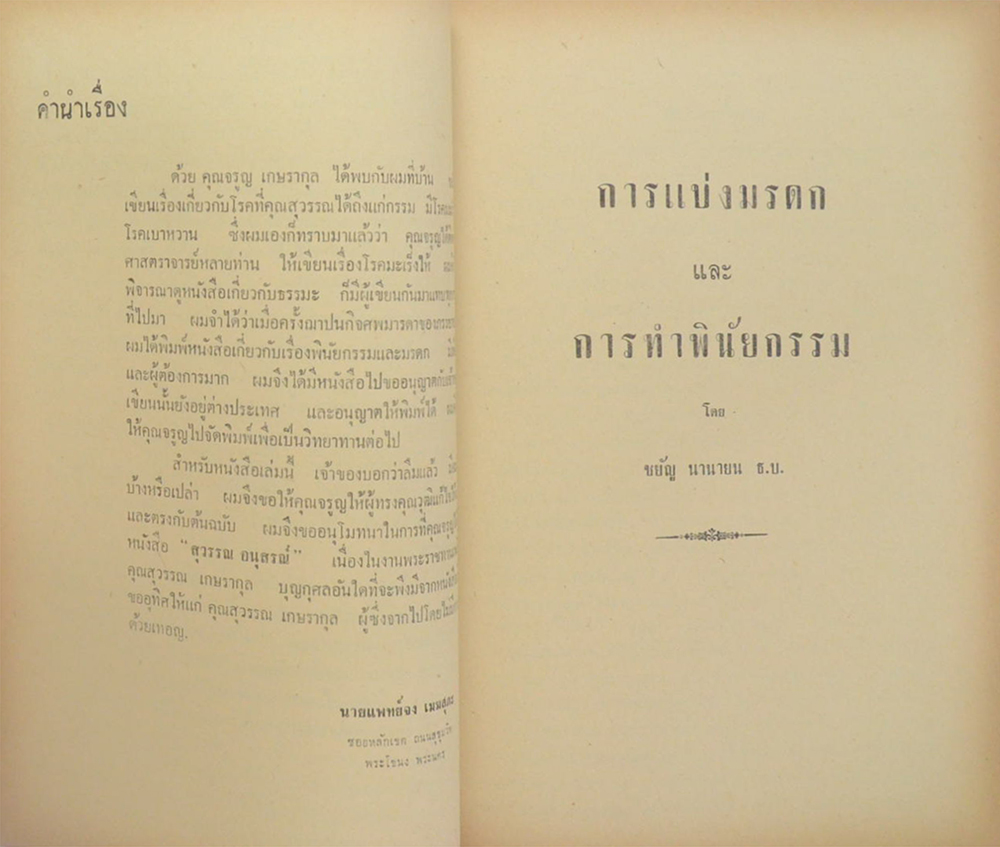 คำนำเรื่อง
ด้วย คุณจรูญ เกษรากุล ได้พบกับผมที่บ้าน
เขียนเรื่องเกี่ยวกับโรคที่คุณสุวรรณได้ถึงแก่กรรม
โรคเบาหวาน ซึ่งผมเองก็ทราบมาแล้วว่า
ศาสตราจารย์หลายท่าน ให้เขียนเรื่องโรคมะเร็งให้
พิจารณาดูหนังสือเกี่ยวกับธรรมะ ก็มีผู้เขียนกันมา
ที่ไปมา ผมจำได้ว่าเมื่อครั้งฌาปนกิจศพมารดา
ผมได้พิมพ์หนังสือเกี่ยวกับเรื่องพินัยกรรมและมรดก
และผู้ต้องการมาก ผมจึงได้มีหนังสือไปขออนุญาต
เขียนนั้นยังอยู่ต่างประเทศ และอนุญาตให้พิมพ์ได้
ให้คุณจรูญไปจัดพิมพ์เพื่อเป็นวิทยาทานต่อไป
สำหรับหนังสือเล่มนี้ เจ้าของบอกว่าลืมแล้ว
บ้างหรือเปล่า ผมจึงขอให้คุณจรูญให้ผู้ทรงคุณวุฒิ
และตรงกับต้นฉบับ ผมจึงขออนุโมทนาในการที่
หนังสือ "สุวรรณ อนุสรณ์" เนื่องในงาน
คุณสุวรรณ เกษรากุล บุญกุศลอันใดที่จะพึงมีจาก
ขออุทิศให้แก่ คุณสุวรรณ เกษรากุล ผู้ซึ่งจากไปโดย
ด้วยเทอญ.
นายแพทย์จง
ซอยหลักเขต
พระโขนง พระนคร
การแบ่งมรดก
และ
การทำพินัยกรรม
โดย
ชยัญ นานายน ธ.บ.